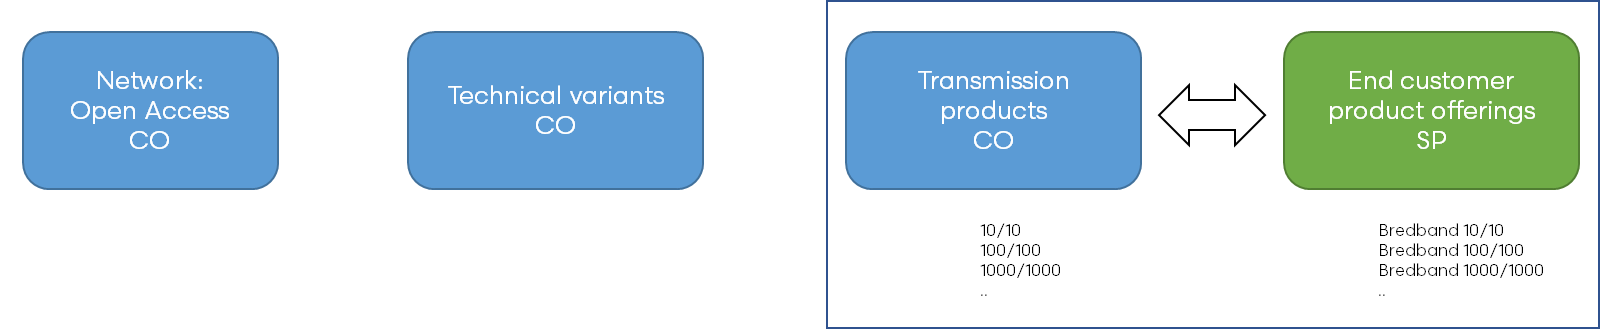 Network:
Open Access
CO
Technical variants
CO
Transmission
products
CO
End customer
product offerings
SP
10/10
100/100
1000/1000
..
Bredband 10/10
Bredband 100/100
Bredband 1000/1000
..